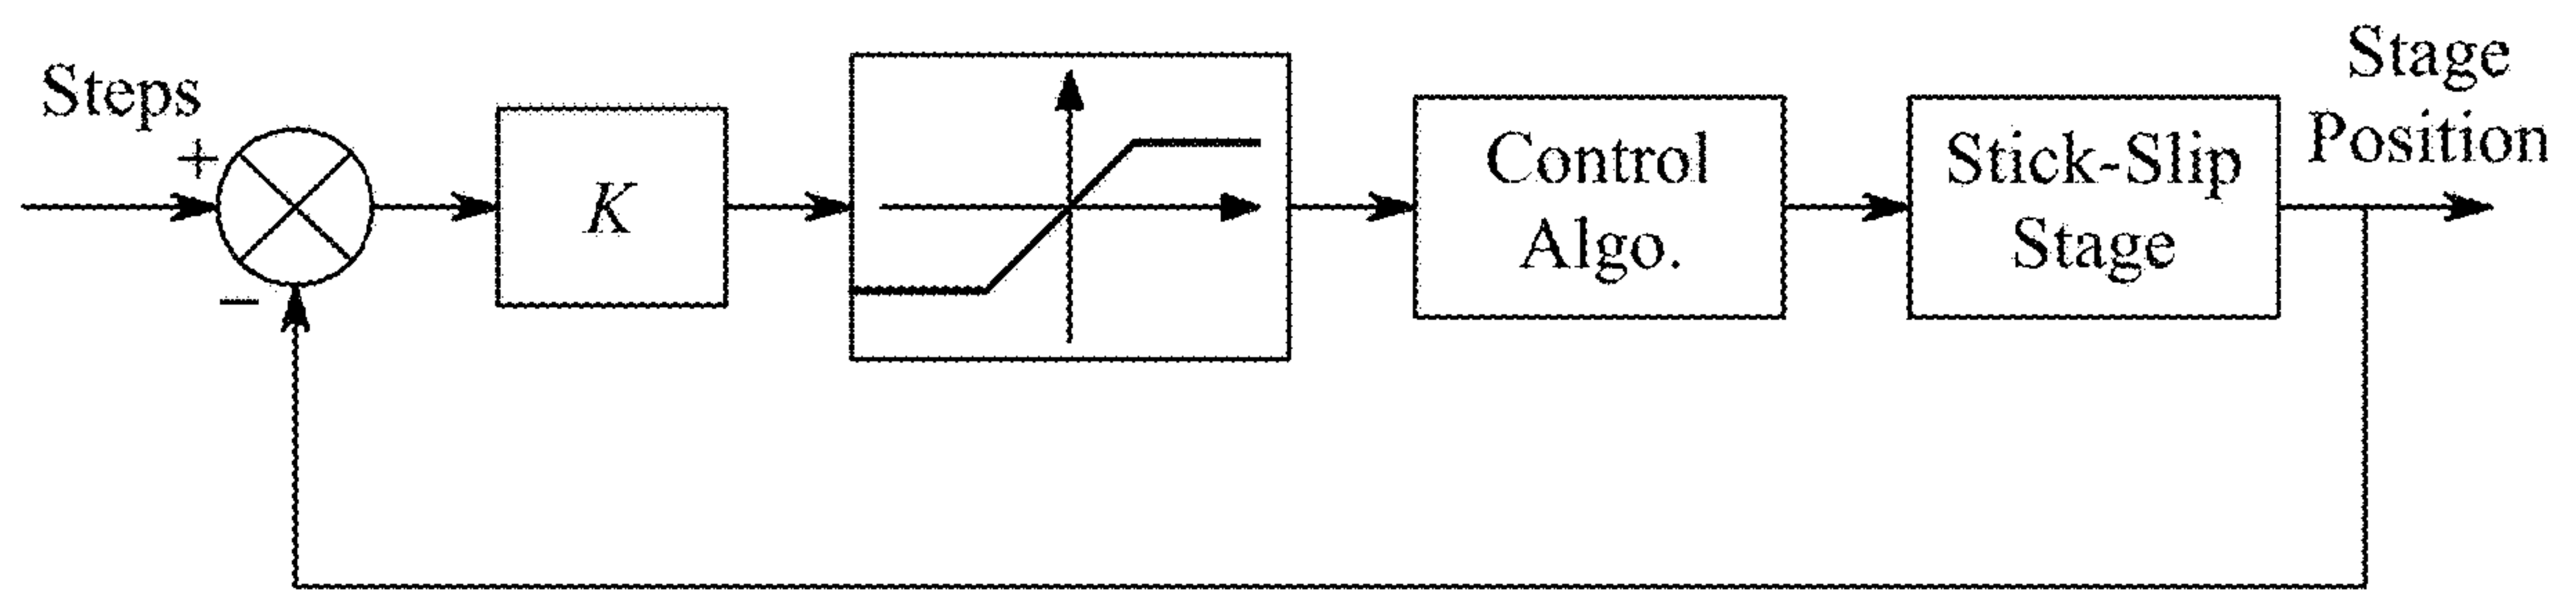 Steps
+
−
K
Control
Algo.
Stick-Slip
Stage
Stage
Position